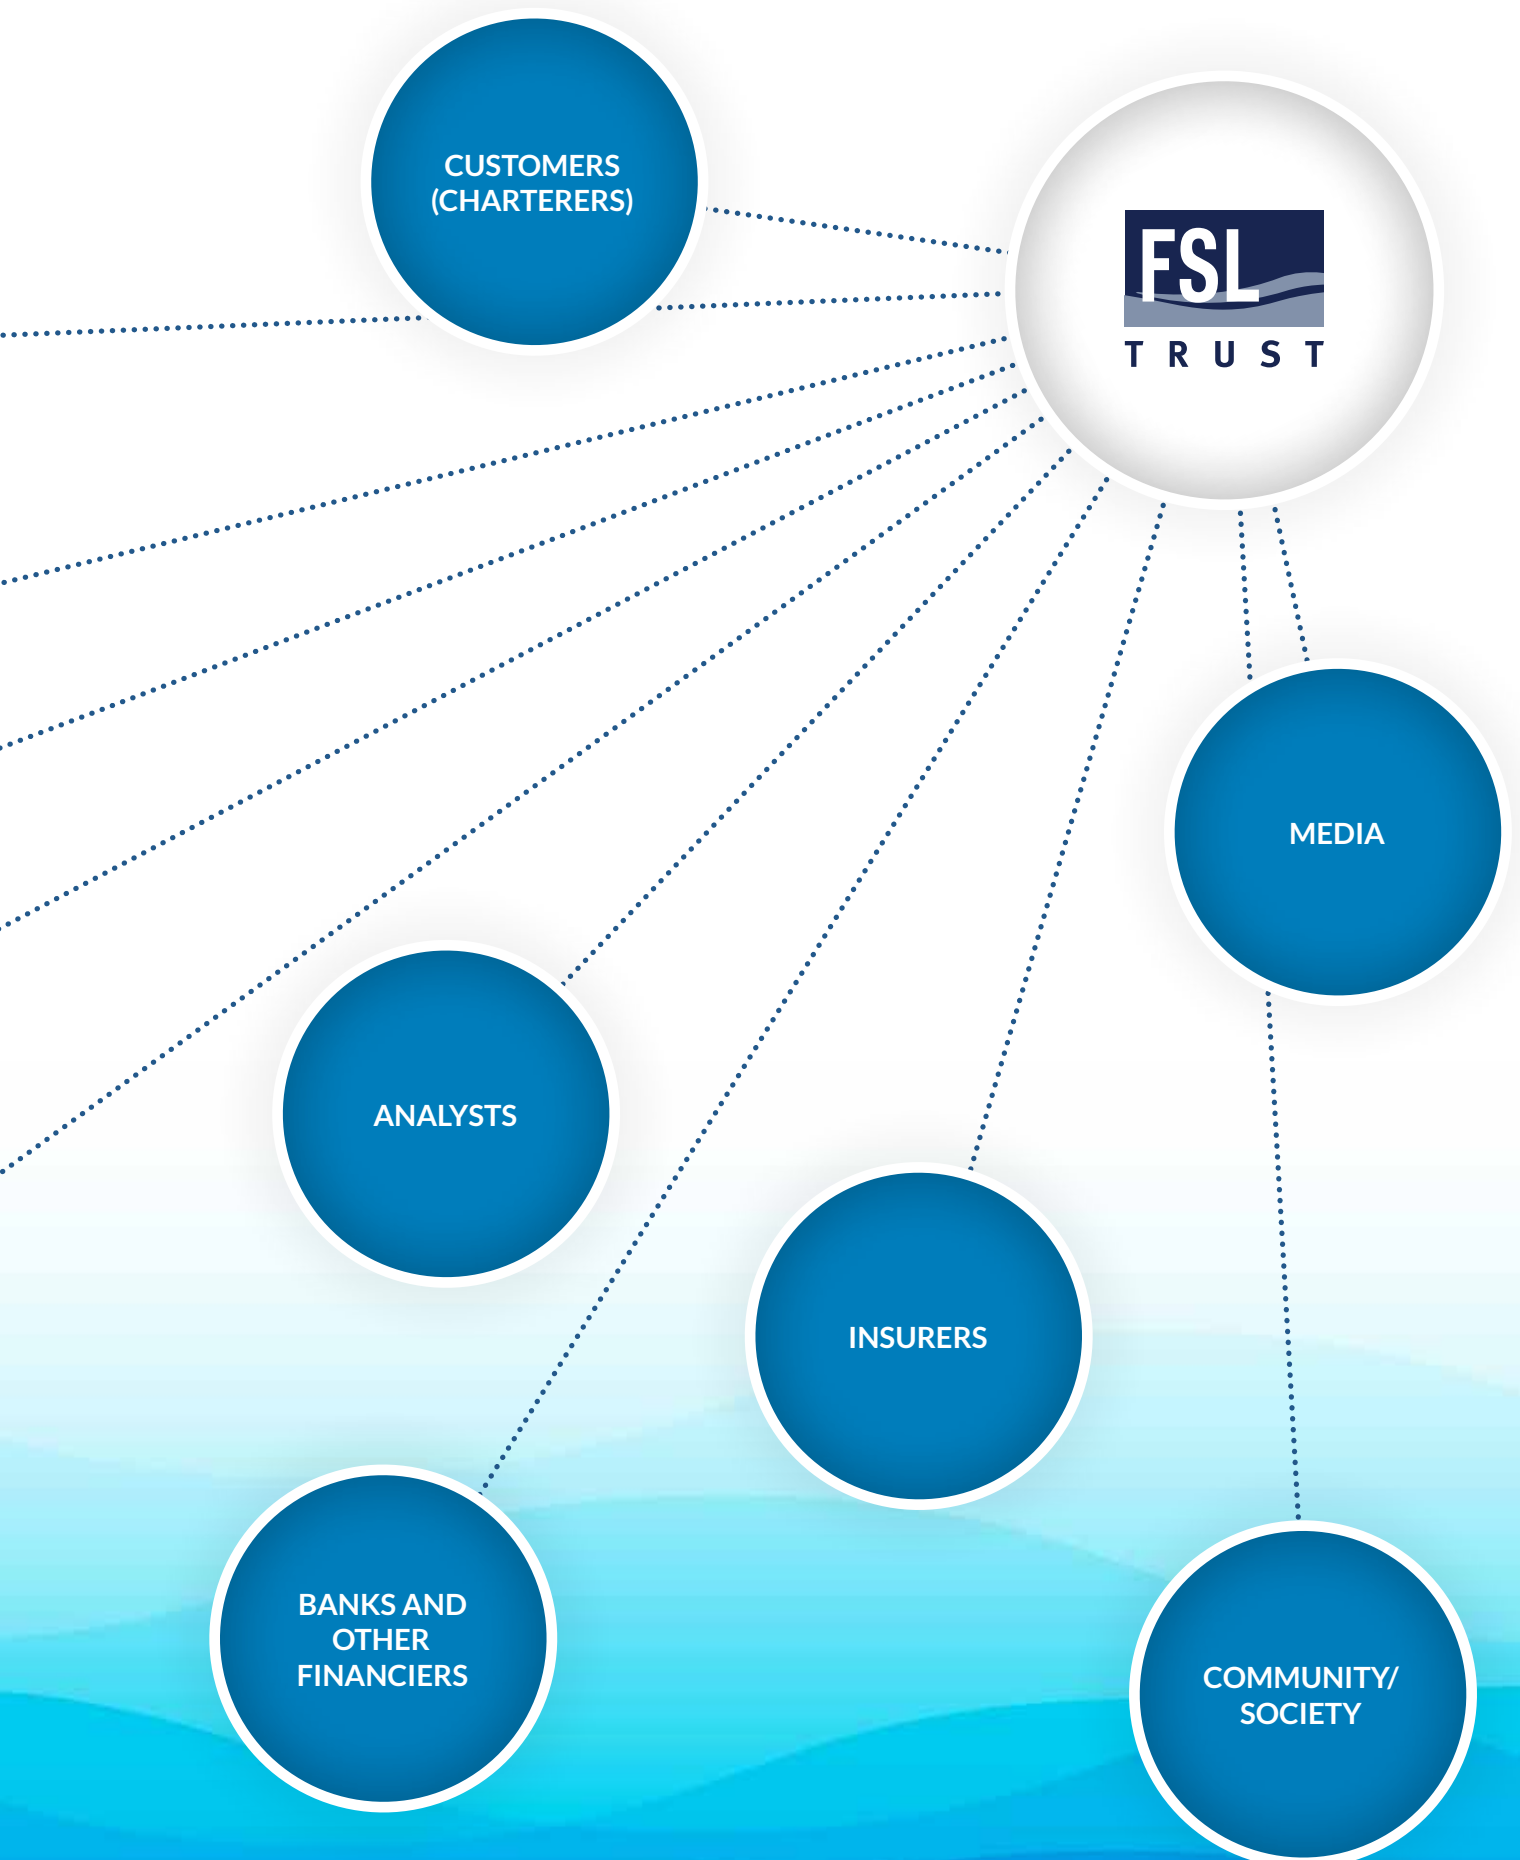 CUSTOMERS
(CHARTERERS)
FSL
TRUST
MEDIA
ANALYSTS
INSURERS
BANKS AND
OTHER
FINANCIERS
COMMUNITY/
SOCIETY